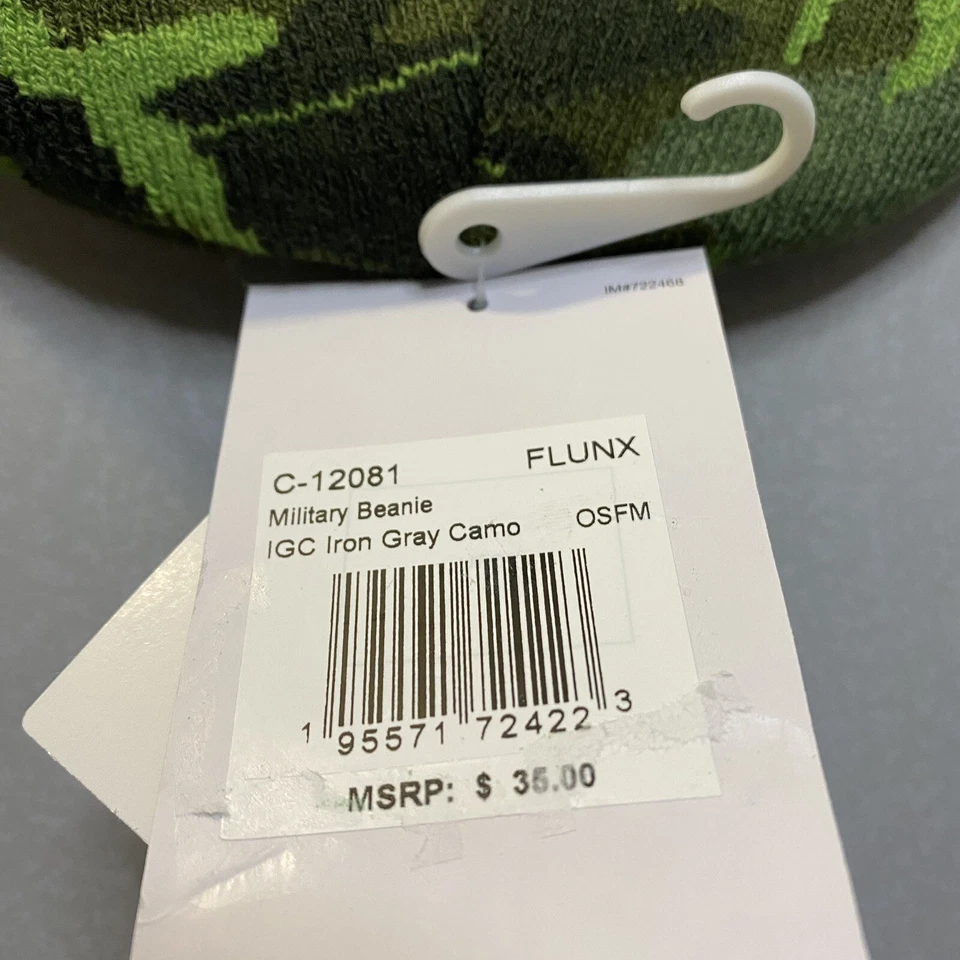 IM#722468
C-12081 FLUNX
Military Beanie
IGC Iron Gray Camo OSFM
1 95571 72422 3
MSRP: $ 35.00